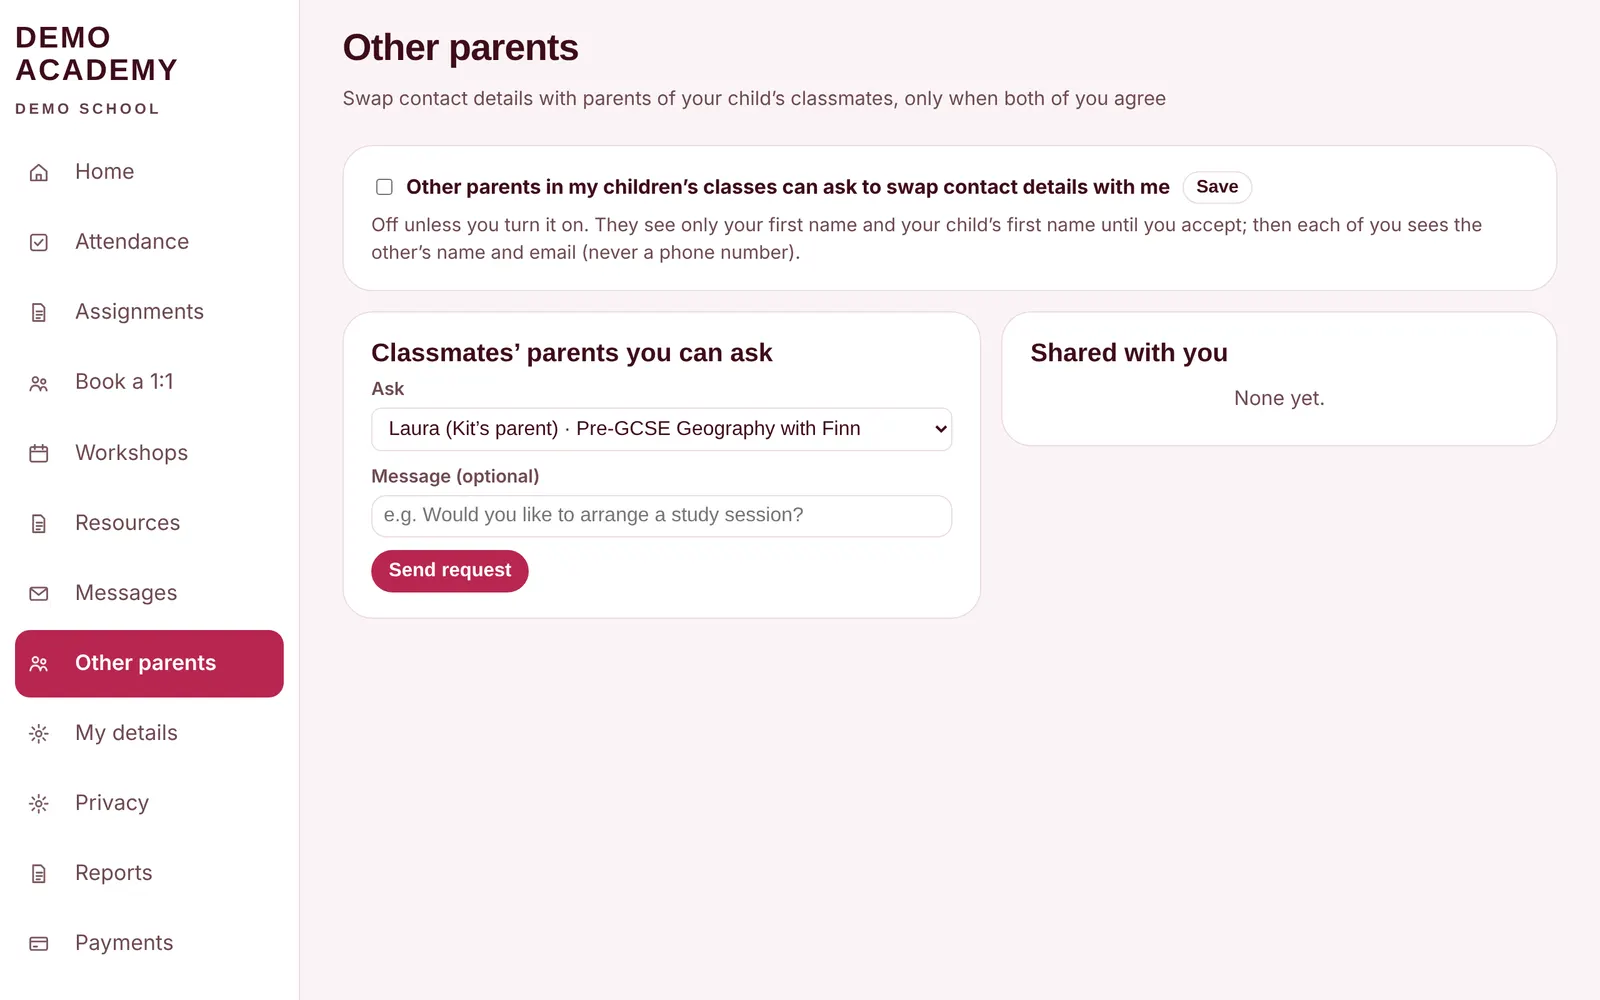 DEMO
ACADEMY
DEMO SCHOOL
Home
Attendance
Assignments
Book a 1:1
Workshops
Resources
Messages
Other parents
My details
Privacy
Reports
Payments
Other parents
Swap contact details with parents of your child’s classmates, only when both of you agree
Other parents in my children’s classes can ask to swap contact details with me
Save
Off unless you turn it on. They see only your first name and your child’s first name until you accept; then each of you sees the
other’s name and email (never a phone number).
Classmates’ parents you can ask
Ask
Laura (Kit’s parent) · Pre-GCSE Geography with Finn
Message (optional)
e.g. Would you like to arrange a study session?
Send request
Shared with you
None yet.